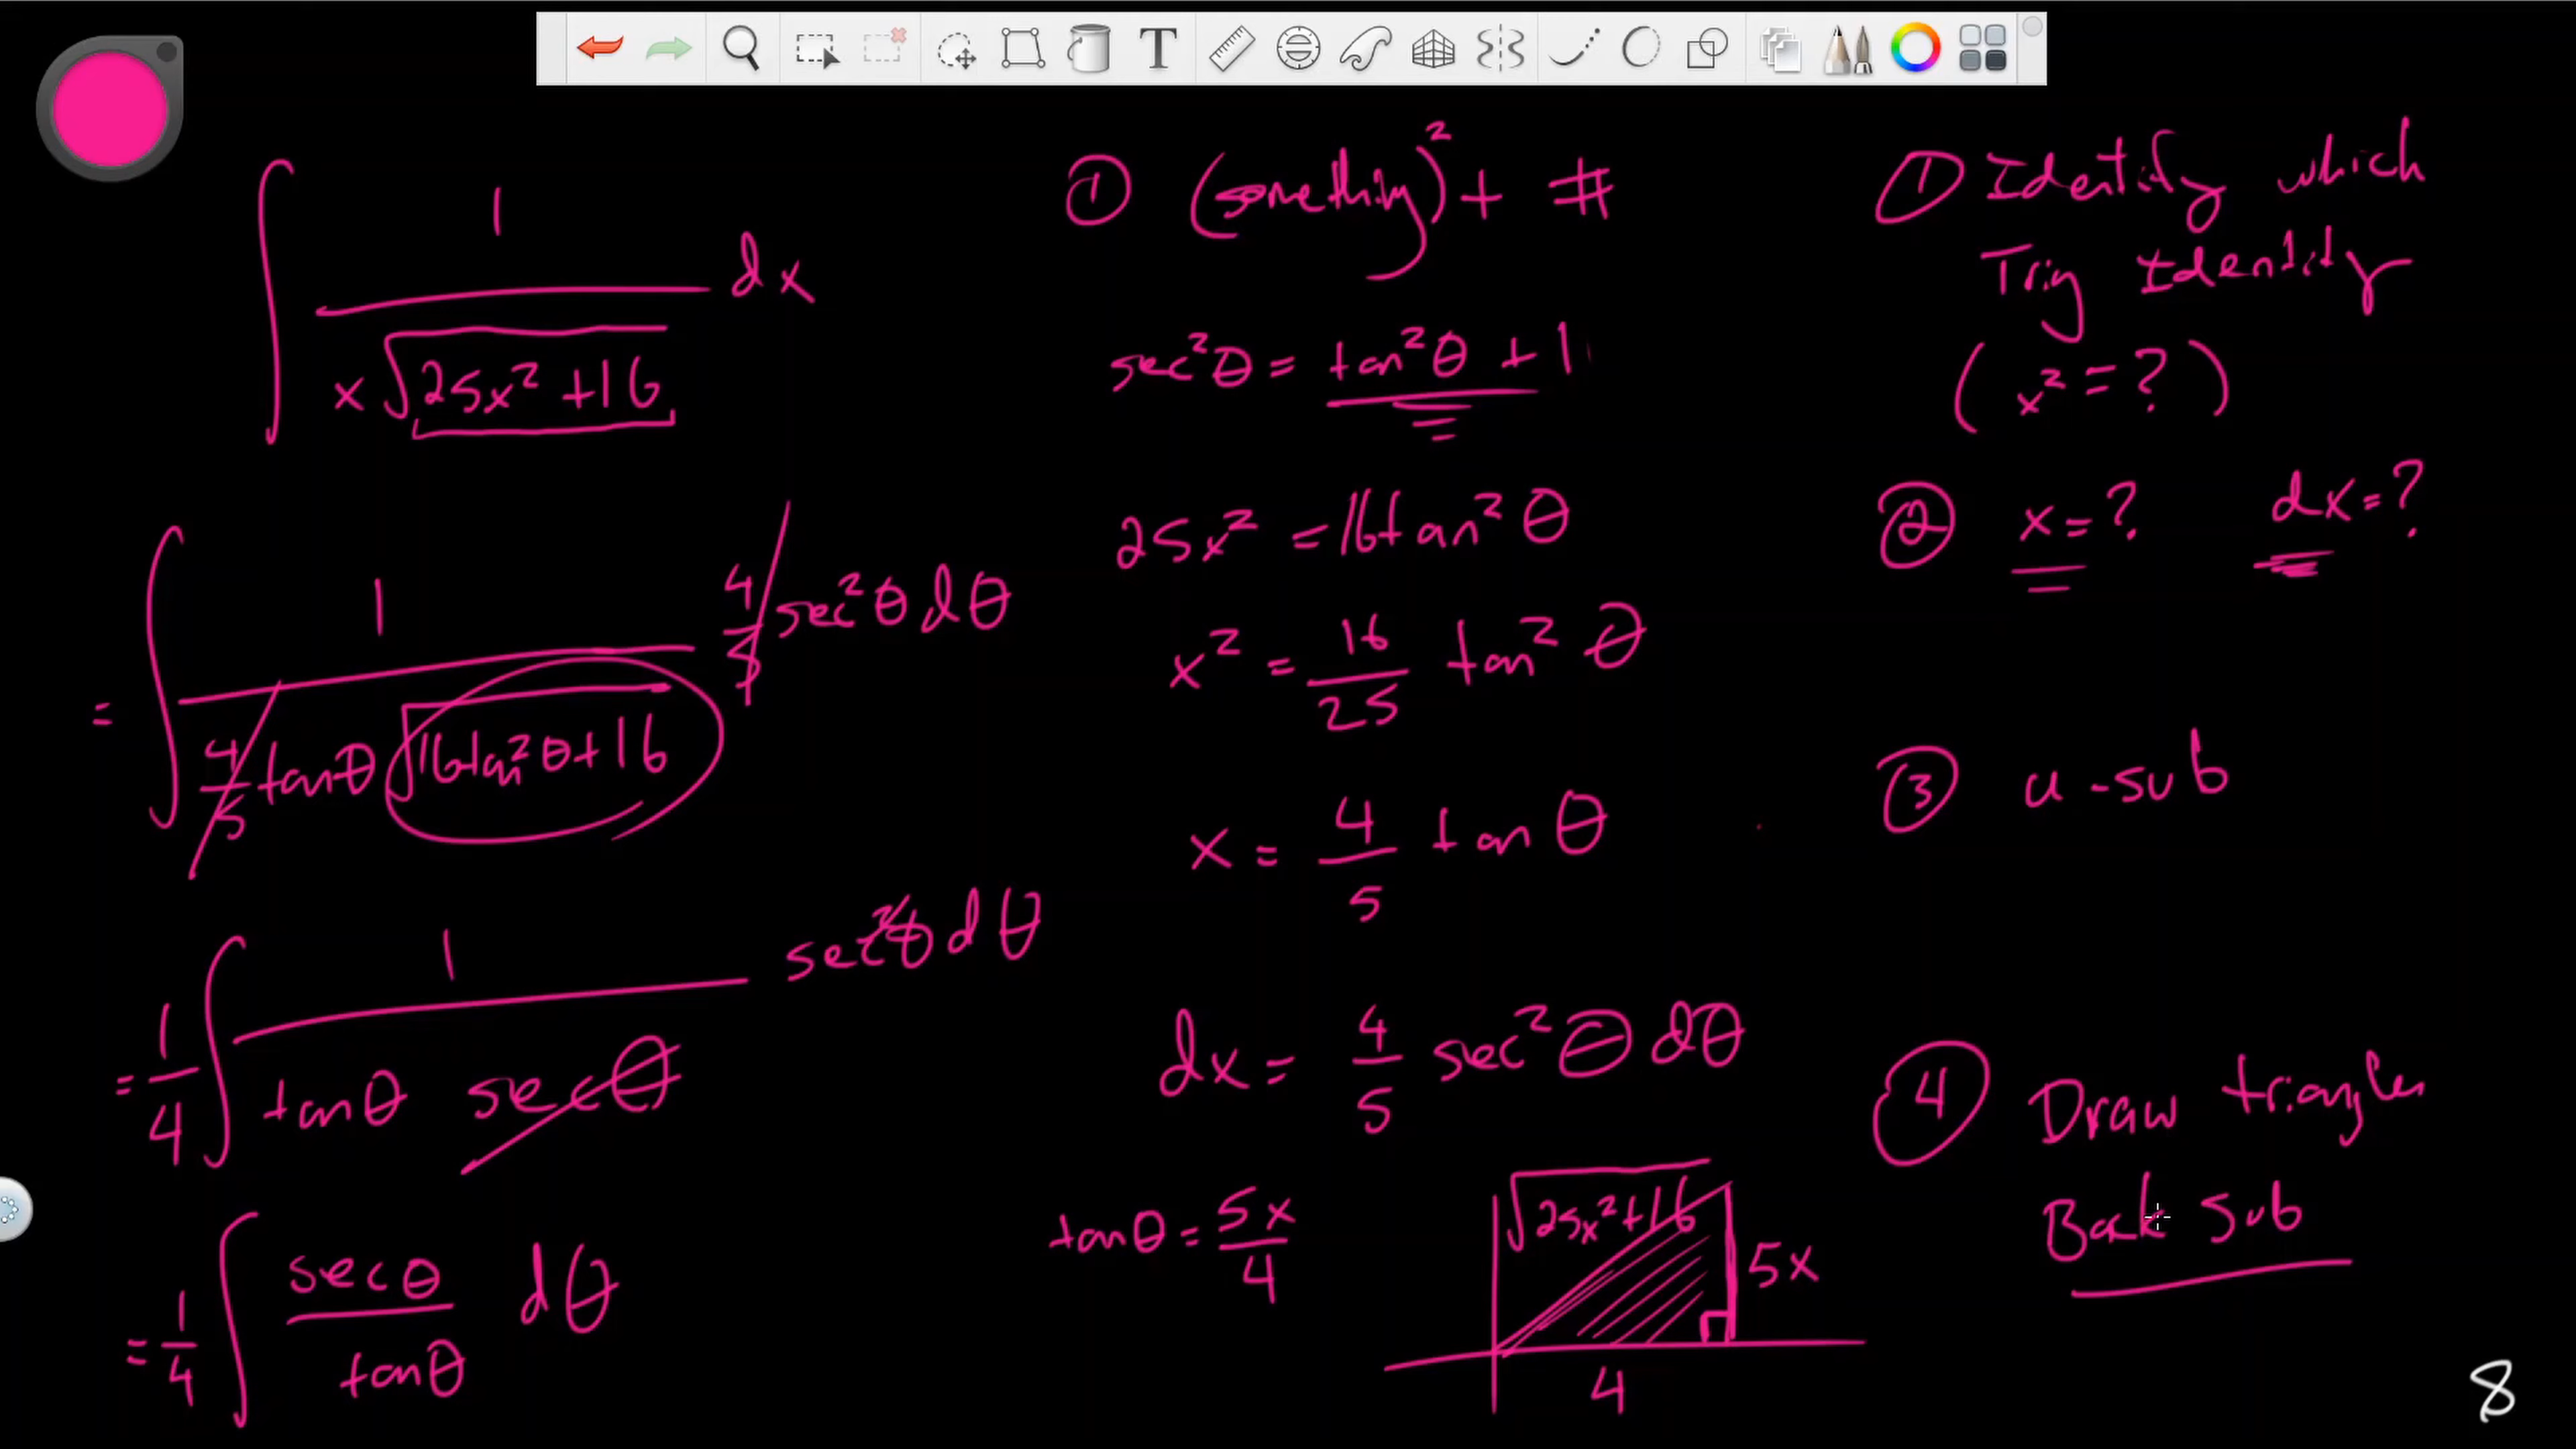 ∫ 1 / (x √(25x² + 16)) dx
= ∫ 1 / (4/5 tanθ √(16tan²θ + 16)) 4/5 sec²θ dθ
= 1/4 ∫ 1 / (tanθ secθ) sec²θ dθ
= 1/4 ∫ secθ / tanθ dθ
① (something)² + #
sec²θ = tan²θ + 1
25x² = 16tan²θ
x² = 16/25 tan²θ
x = 4/5 tanθ
dx = 4/5 sec²θ dθ
tanθ = 5x/4
√(25x² + 16)
5x
4
① Identify which
Trig Identity
(x² = ?)
② x = ? dx = ?
③ u-sub
④ Draw triangles
Back Sub
8
T